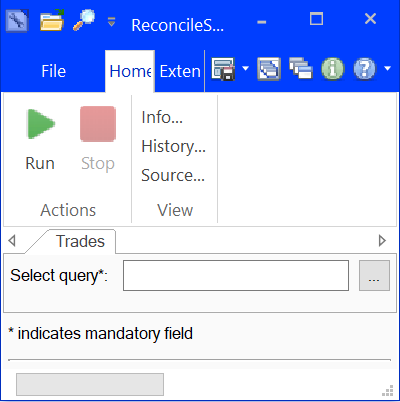 ReconcileS...
File
Home
Exten
Run
Stop
Info...
History...
Source...
Actions
View
Trades
Select query*:
...
* indicates mandatory field